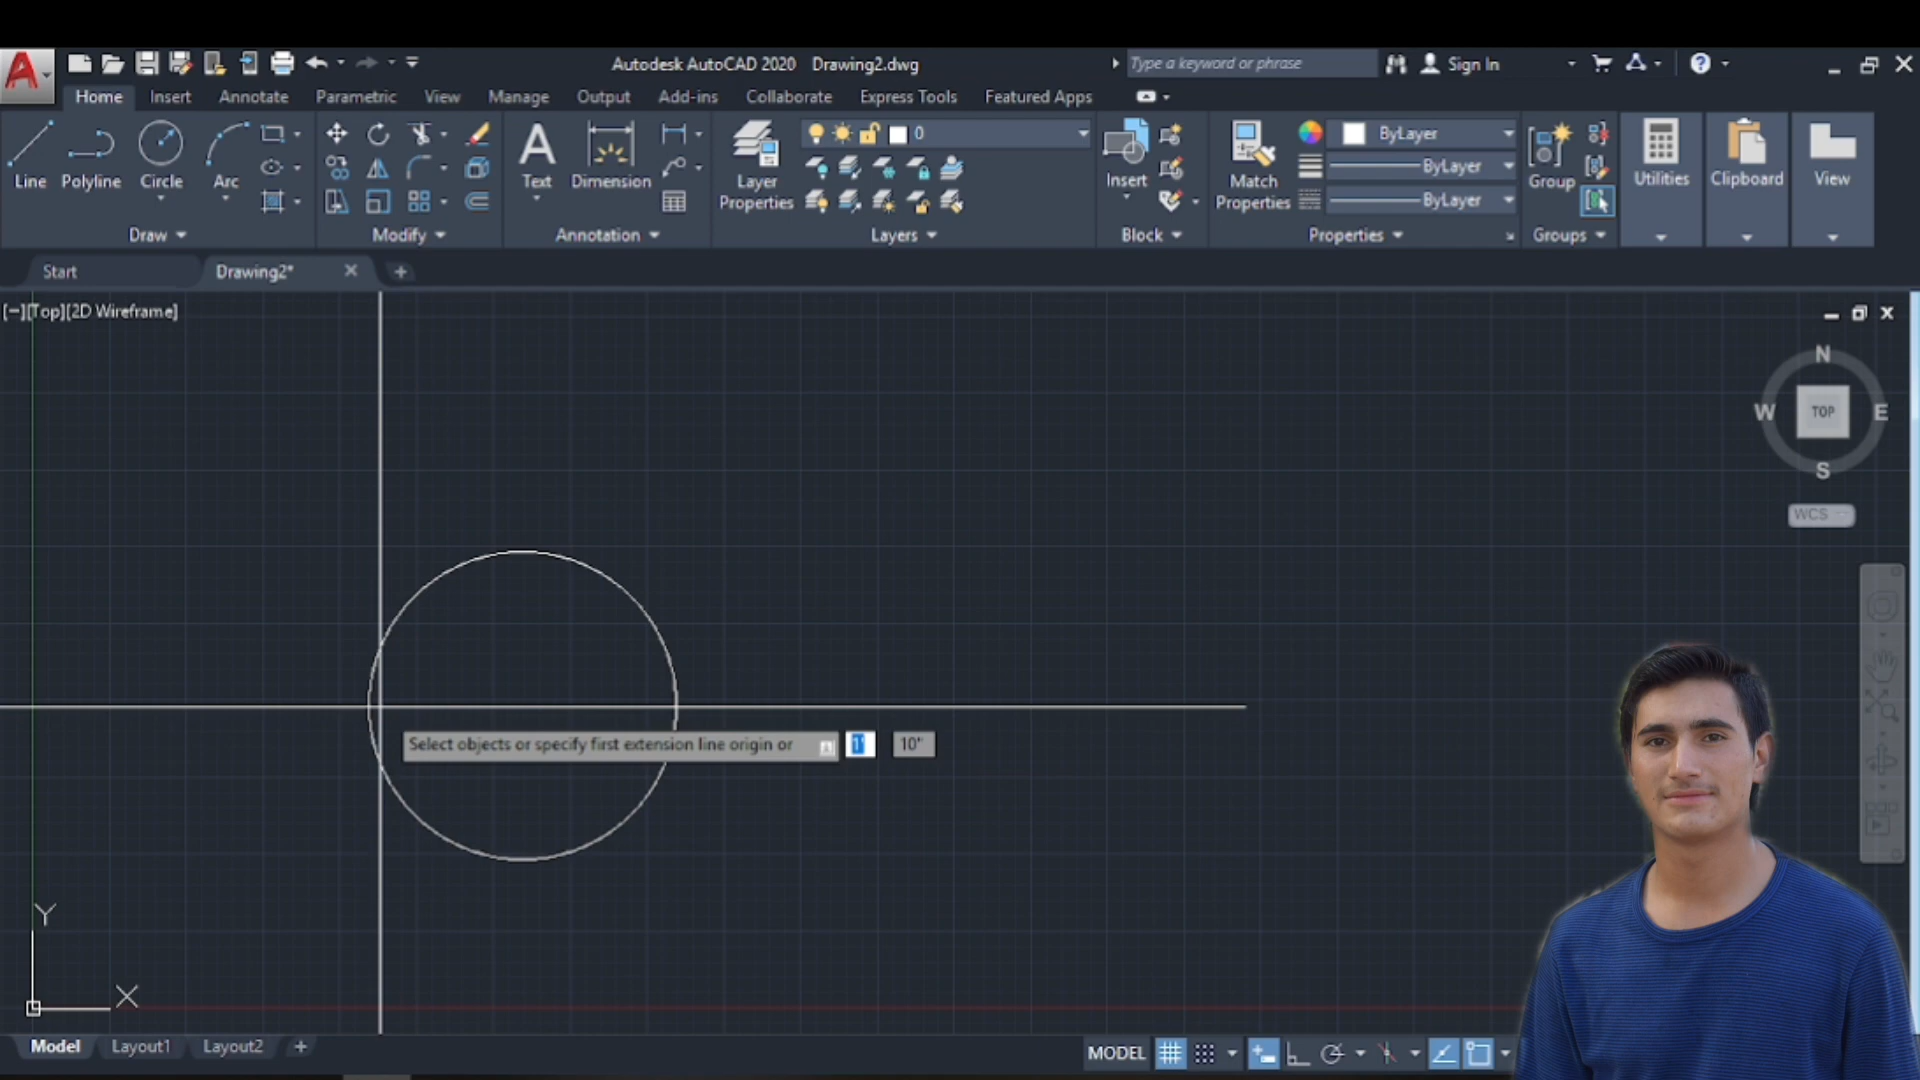 Autodesk AutoCAD 2020 Drawing2.dwg Type a keyword or phrase Sign In
Home Insert Annotate Parametric View Manage Output Add-ins Collaborate Express Tools Featured Apps
Line Polyline Circle Arc
Draw
Modify
Text Dimension
Annotation
Layer Properties
0
Layers
Insert
Block
Match Properties
ByLayer
ByLayer
ByLayer
Properties
Group
Groups
Utilities
Clipboard
View
Start Drawing2*
[−][Top][2D Wireframe]
N
W TOP E
S
WCS
Select objects or specify first extension line origin or 1' 10"
Y
X
Model Layout1 Layout2
MODEL